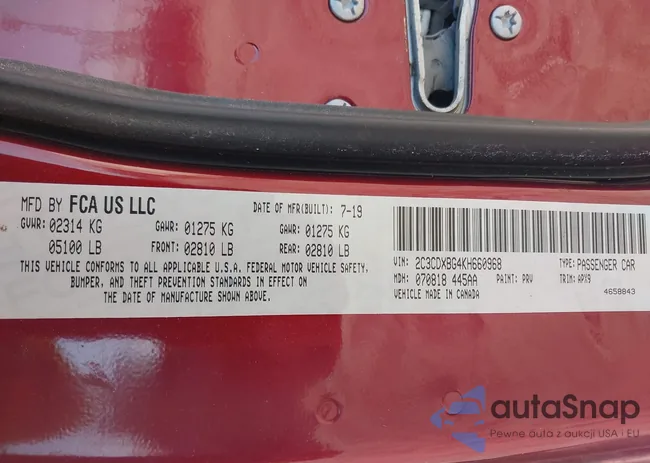 MFD BY FCA US LLC
DATE OF MFR(BUILT): 7-19
GVWR: 02314 KG GAWR: 01275 KG GAWR: 01275 KG
05100 LB FRONT: 02810 LB REAR: 02810 LB
THIS VEHICLE CONFORMS TO ALL APPLICABLE U.S.A. FEDERAL MOTOR VEHICLE SAFETY,
BUMPER, AND THEFT PREVENTION STANDARDS IN EFFECT ON
THE DATE OF MANUFACTURE SHOWN ABOVE.
VIN: 2C3CDXBG4KH660968 TYPE: PASSENGER CAR
MDH: 070818 445AA PAINT: PRV TRIM: APX9
VEHICLE MADE IN CANADA 4658843
autaSnap
Pewne auta z aukcji USA i EU